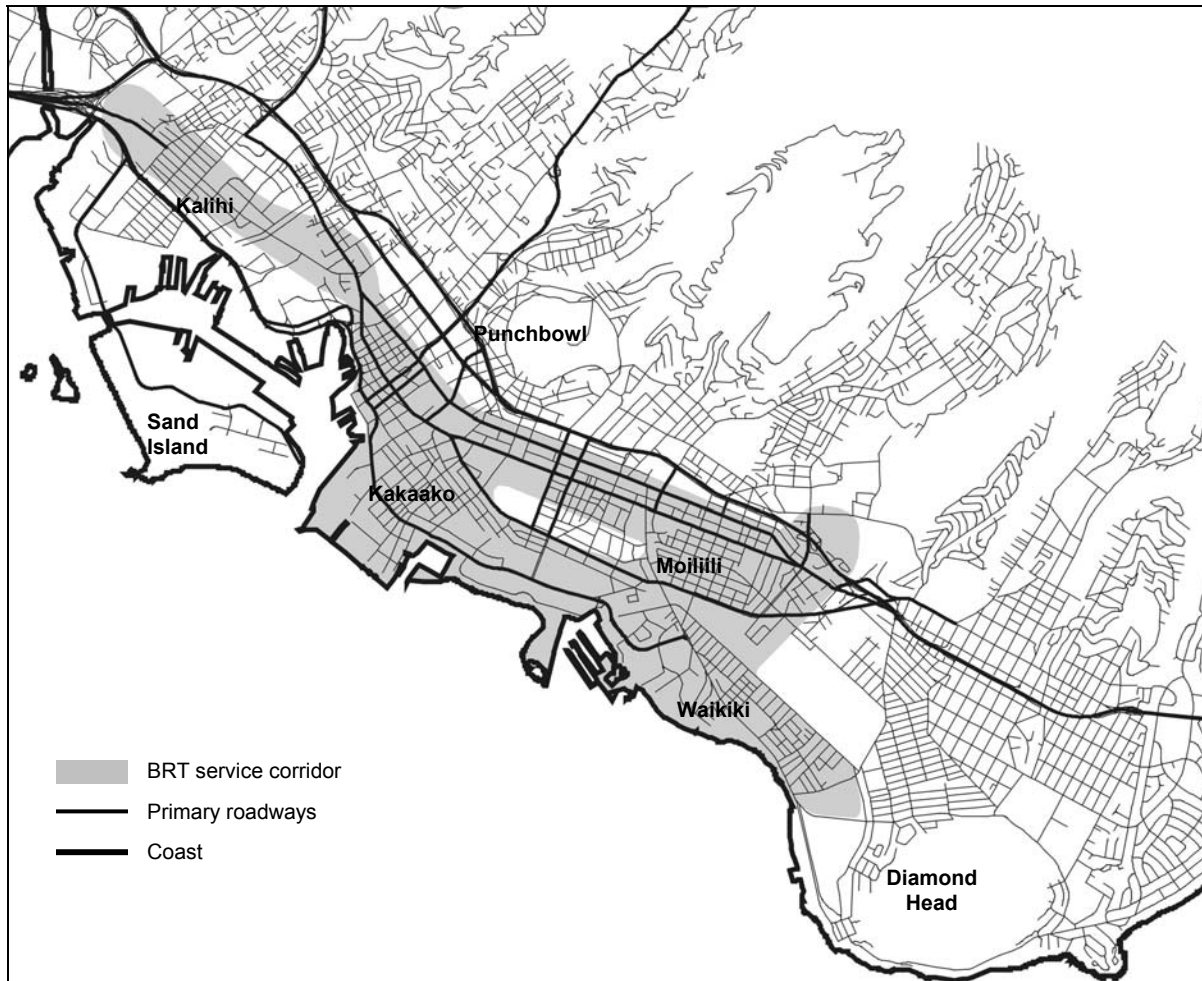 Kalihi
Punchbowl
Sand
Island
Kakaako
Moiliili
Waikiki
BRT service corridor
Primary roadways
Coast
Diamond
Head